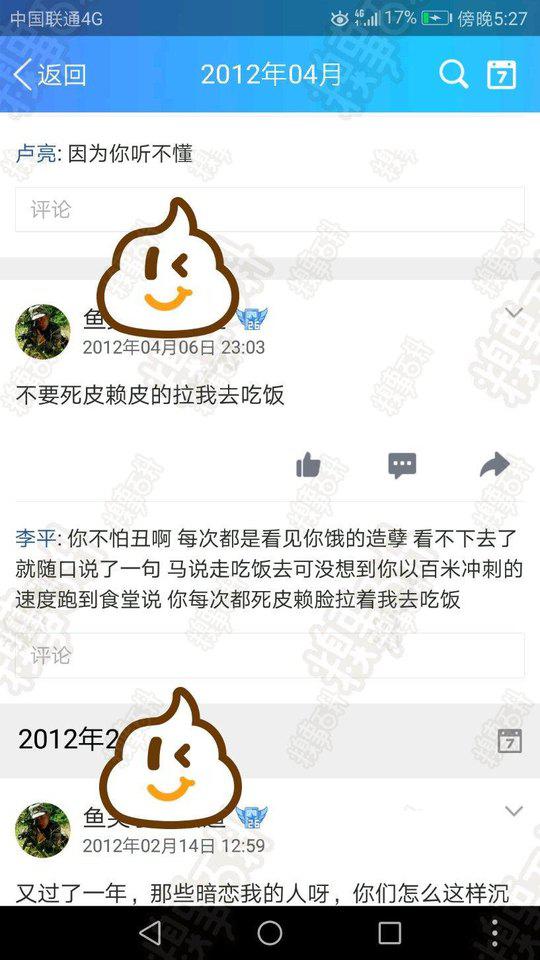 中国联通4G
4G 17% 傍晚5:27
返回
2012年04月
7
卢亮: 因为你听不懂
评论
鱼
2012年04月06日 23:03
不要死皮赖皮的拉我去吃饭
李平: 你不怕丑啊 每次都是看见你饿的造孽 看不下去了
就随口说了一句 马说走吃饭去可没想到你以百米冲刺的
速度跑到食堂说 你每次都死皮赖脸拉着我去吃饭
评论
2012年2
7
鱼
2012年02月14日 12:59
又过了一年，那些暗恋我的人呀，你们怎么这样沉